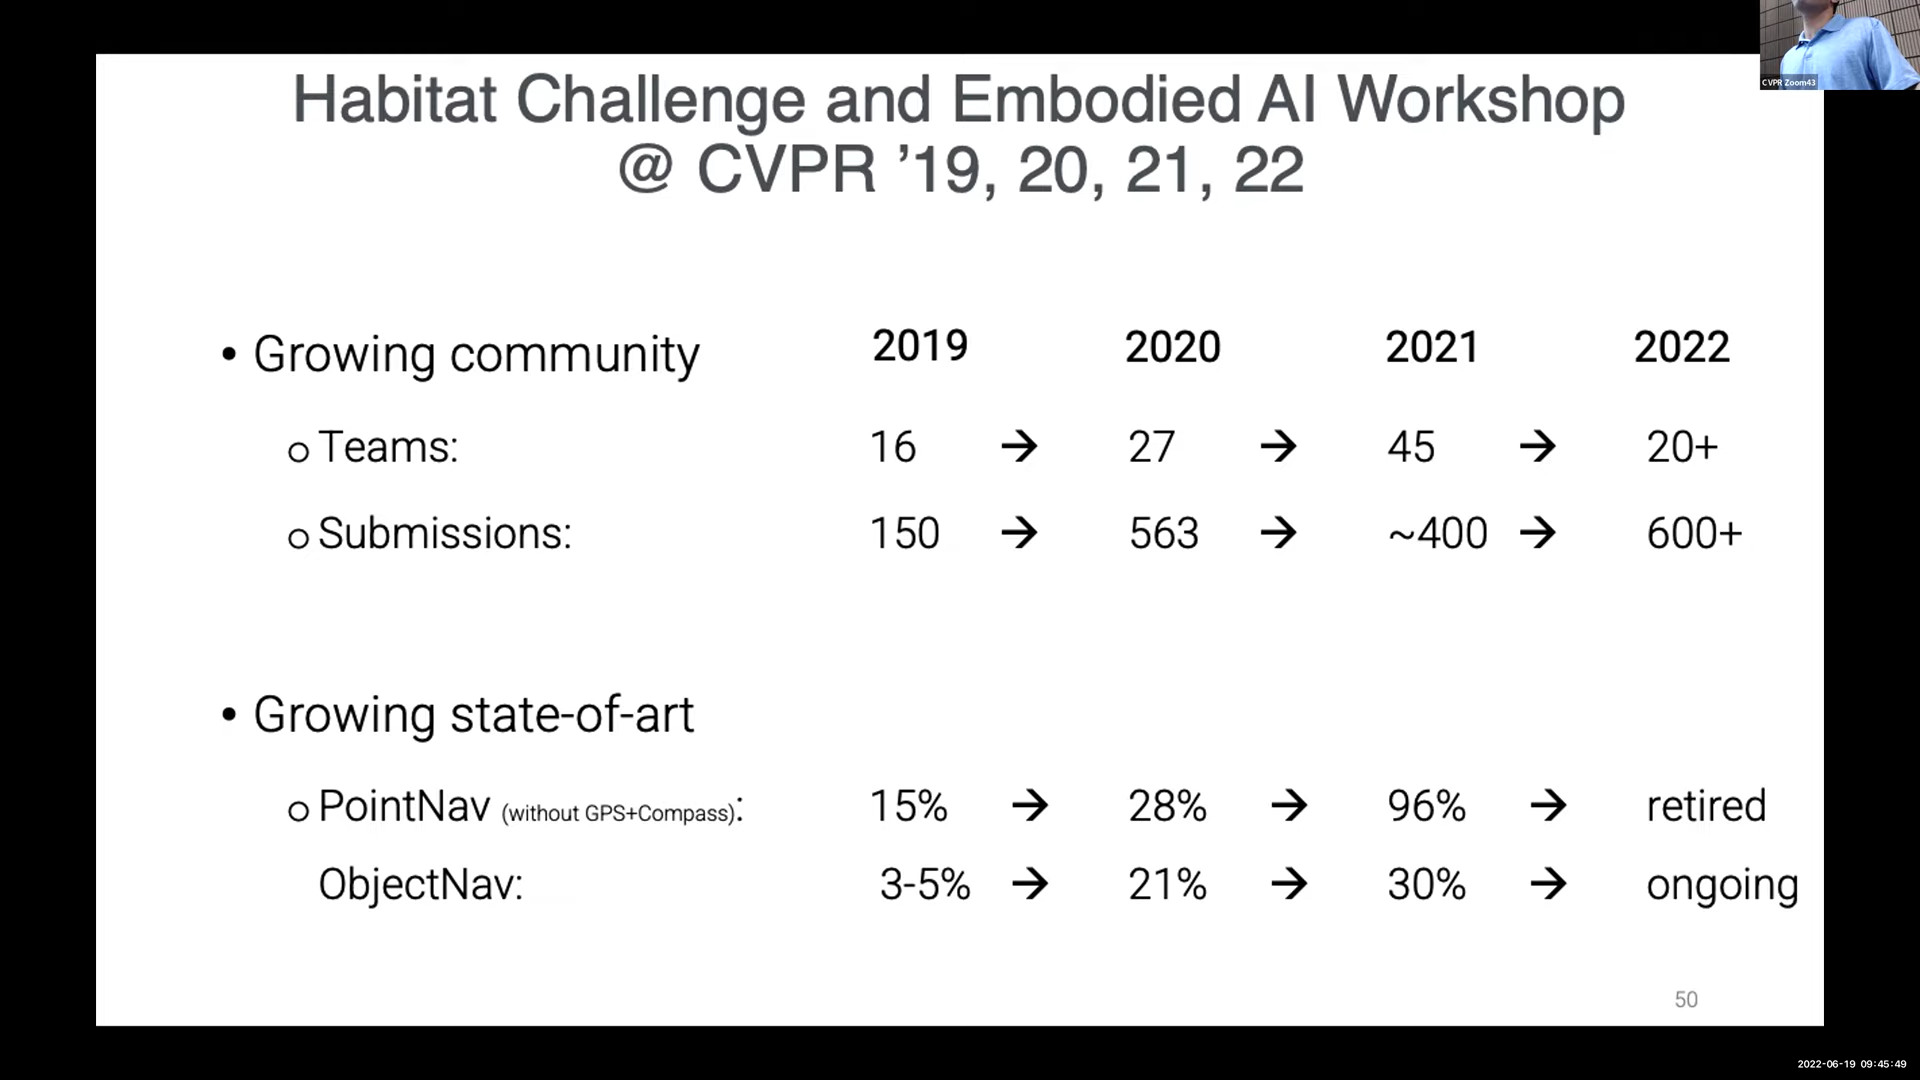 Habitat Challenge and Embodied AI Workshop
@ CVPR ’19, 20, 21, 22
CVPR Zoom43
• Growing community 2019 2020 2021 2022
o Teams: 16 → 27 → 45 → 20+
o Submissions: 150 → 563 → ~400 → 600+
• Growing state-of-art
o PointNav (without GPS+Compass): 15% → 28% → 96% → retired
ObjectNav: 3-5% → 21% → 30% → ongoing
50
2022-06-19 09:45:49